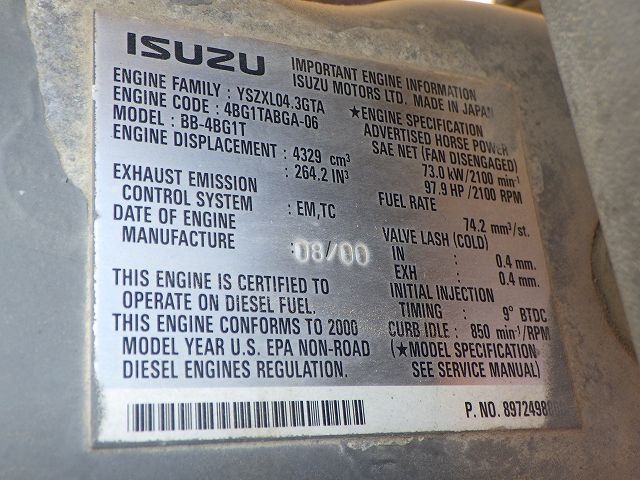 ISUZU
IMPORTANT ENGINE INFORMATION
ISUZU MOTORS LTD. MADE IN JAPAN
ENGINE FAMILY : YSZXL04.3GTA
ENGINE CODE : 4BG1TABGA-06
MODEL : BB-4BG1T
ENGINE DISPLACEMENT : 4329 cm³
: 264.2 IN³
EXHAUST EMISSION
CONTROL SYSTEM : EM,TC
DATE OF ENGINE
MANUFACTURE : 08/00
THIS ENGINE IS CERTIFIED TO
OPERATE ON DIESEL FUEL.
THIS ENGINE CONFORMS TO 2000
MODEL YEAR U.S. EPA NON-ROAD
DIESEL ENGINES REGULATION.
★ENGINE SPECIFICATION
ADVERTISED HORSE POWER
SAE NET (FAN DISENGAGED)
73.0 kW/2100 min⁻¹
97.9 HP /2100 RPM
FUEL RATE
74.2 mm³/st.
VALVE LASH (COLD)
IN : 0.4 mm.
EXH : 0.4 mm.
INITIAL INJECTION
TIMING : 9° BTDC
CURB IDLE : 850 min⁻¹/RPM
(★MODEL SPECIFICATION
SEE SERVICE MANUAL)
P. NO.